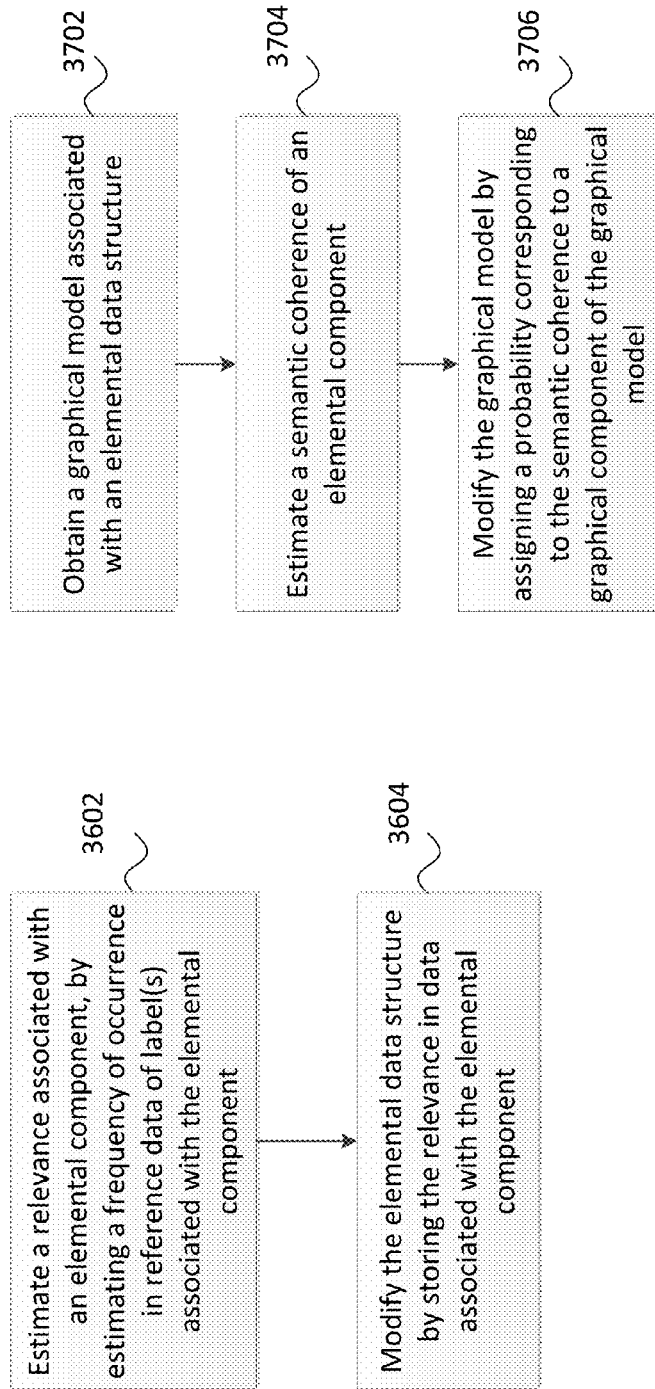 Estimate a relevance associated with
an elemental component, by
estimating a frequency of occurrence
in reference data of label(s)
associated with the elemental
component
3602
Modify the elemental data structure
by storing the relevance in data
associated with the elemental
component
3604
Obtain a graphical model associated
with an elemental data structure
3702
Estimate a semantic coherence of an
elemental component
3704
Modify the graphical model by
assigning a probability corresponding
to the semantic coherence to a
graphical component of the graphical
model
3706